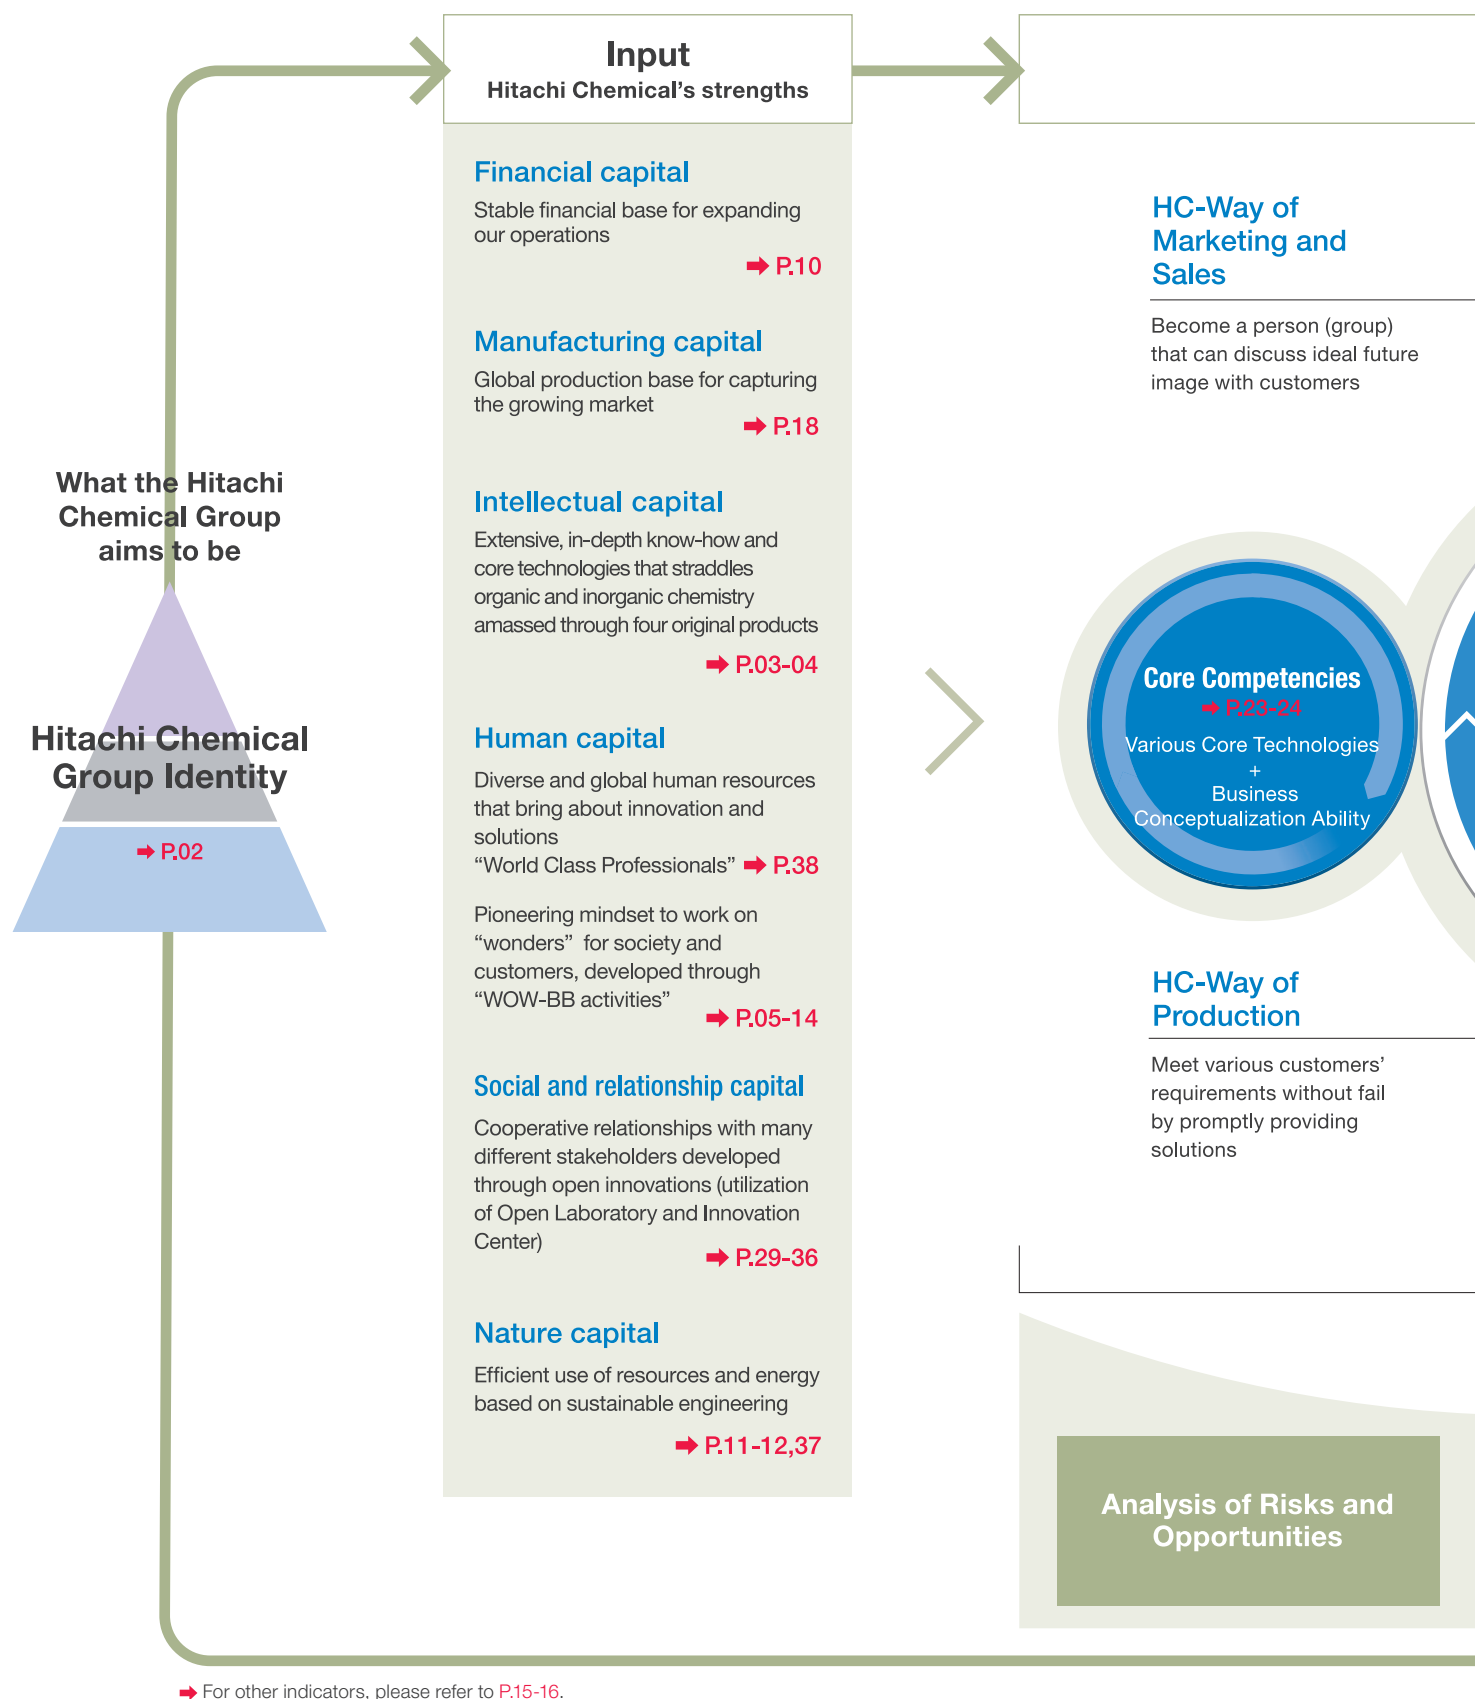 What the Hitachi
Chemical Group
aims to be
Hitachi Chemical
Group Identity
P.02
Input
Hitachi Chemical's strengths
Financial capital
Stable financial base for expanding
our operations
P.10
Manufacturing capital
Global production base for capturing
the growing market
P.18
Intellectual capital
Extensive, in-depth know-how and
core technologies that straddles
organic and inorganic chemistry
amassed through four original products
P.03-04
Human capital
Diverse and global human resources
that bring about innovation and
solutions
“World Class Professionals” P.38
Pioneering mindset to work on
“wonders” for society and
customers, developed through
“WOW-BB activities”
P.05-14
Social and relationship capital
Cooperative relationships with many
different stakeholders developed
through open innovations (utilization
of Open Laboratory and Innovation
Center)
P.29-36
Nature capital
Efficient use of resources and energy
based on sustainable engineering
P.11-12,37
HC-Way of
Marketing and
Sales
Become a person (group)
that can discuss ideal future
image with customers
Core Competencies
P.23-24
Various Core Technologies
+
Business
Conceptualization Ability
HC-Way of
Production
Meet various customers’
requirements without fail
by promptly providing
solutions
Analysis of Risks and
Opportunities
For other indicators, please refer to P.15-16.